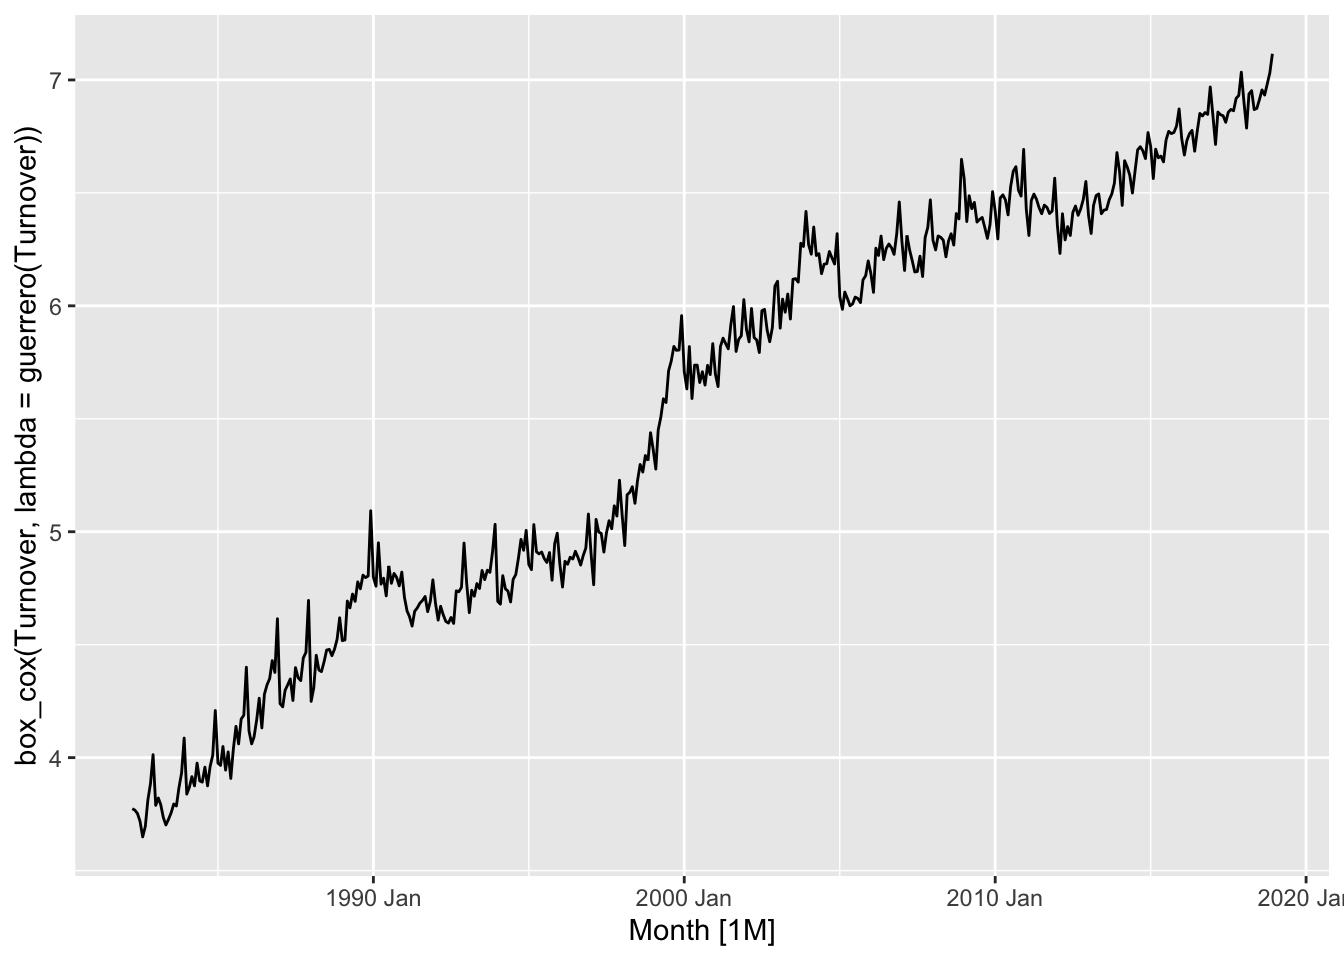 box_cox(Turnover, lambda = guerrero(Turnover))
7
6
5
4
1990 Jan
2000 Jan
2010 Jan
2020 Jan
Month [1M]